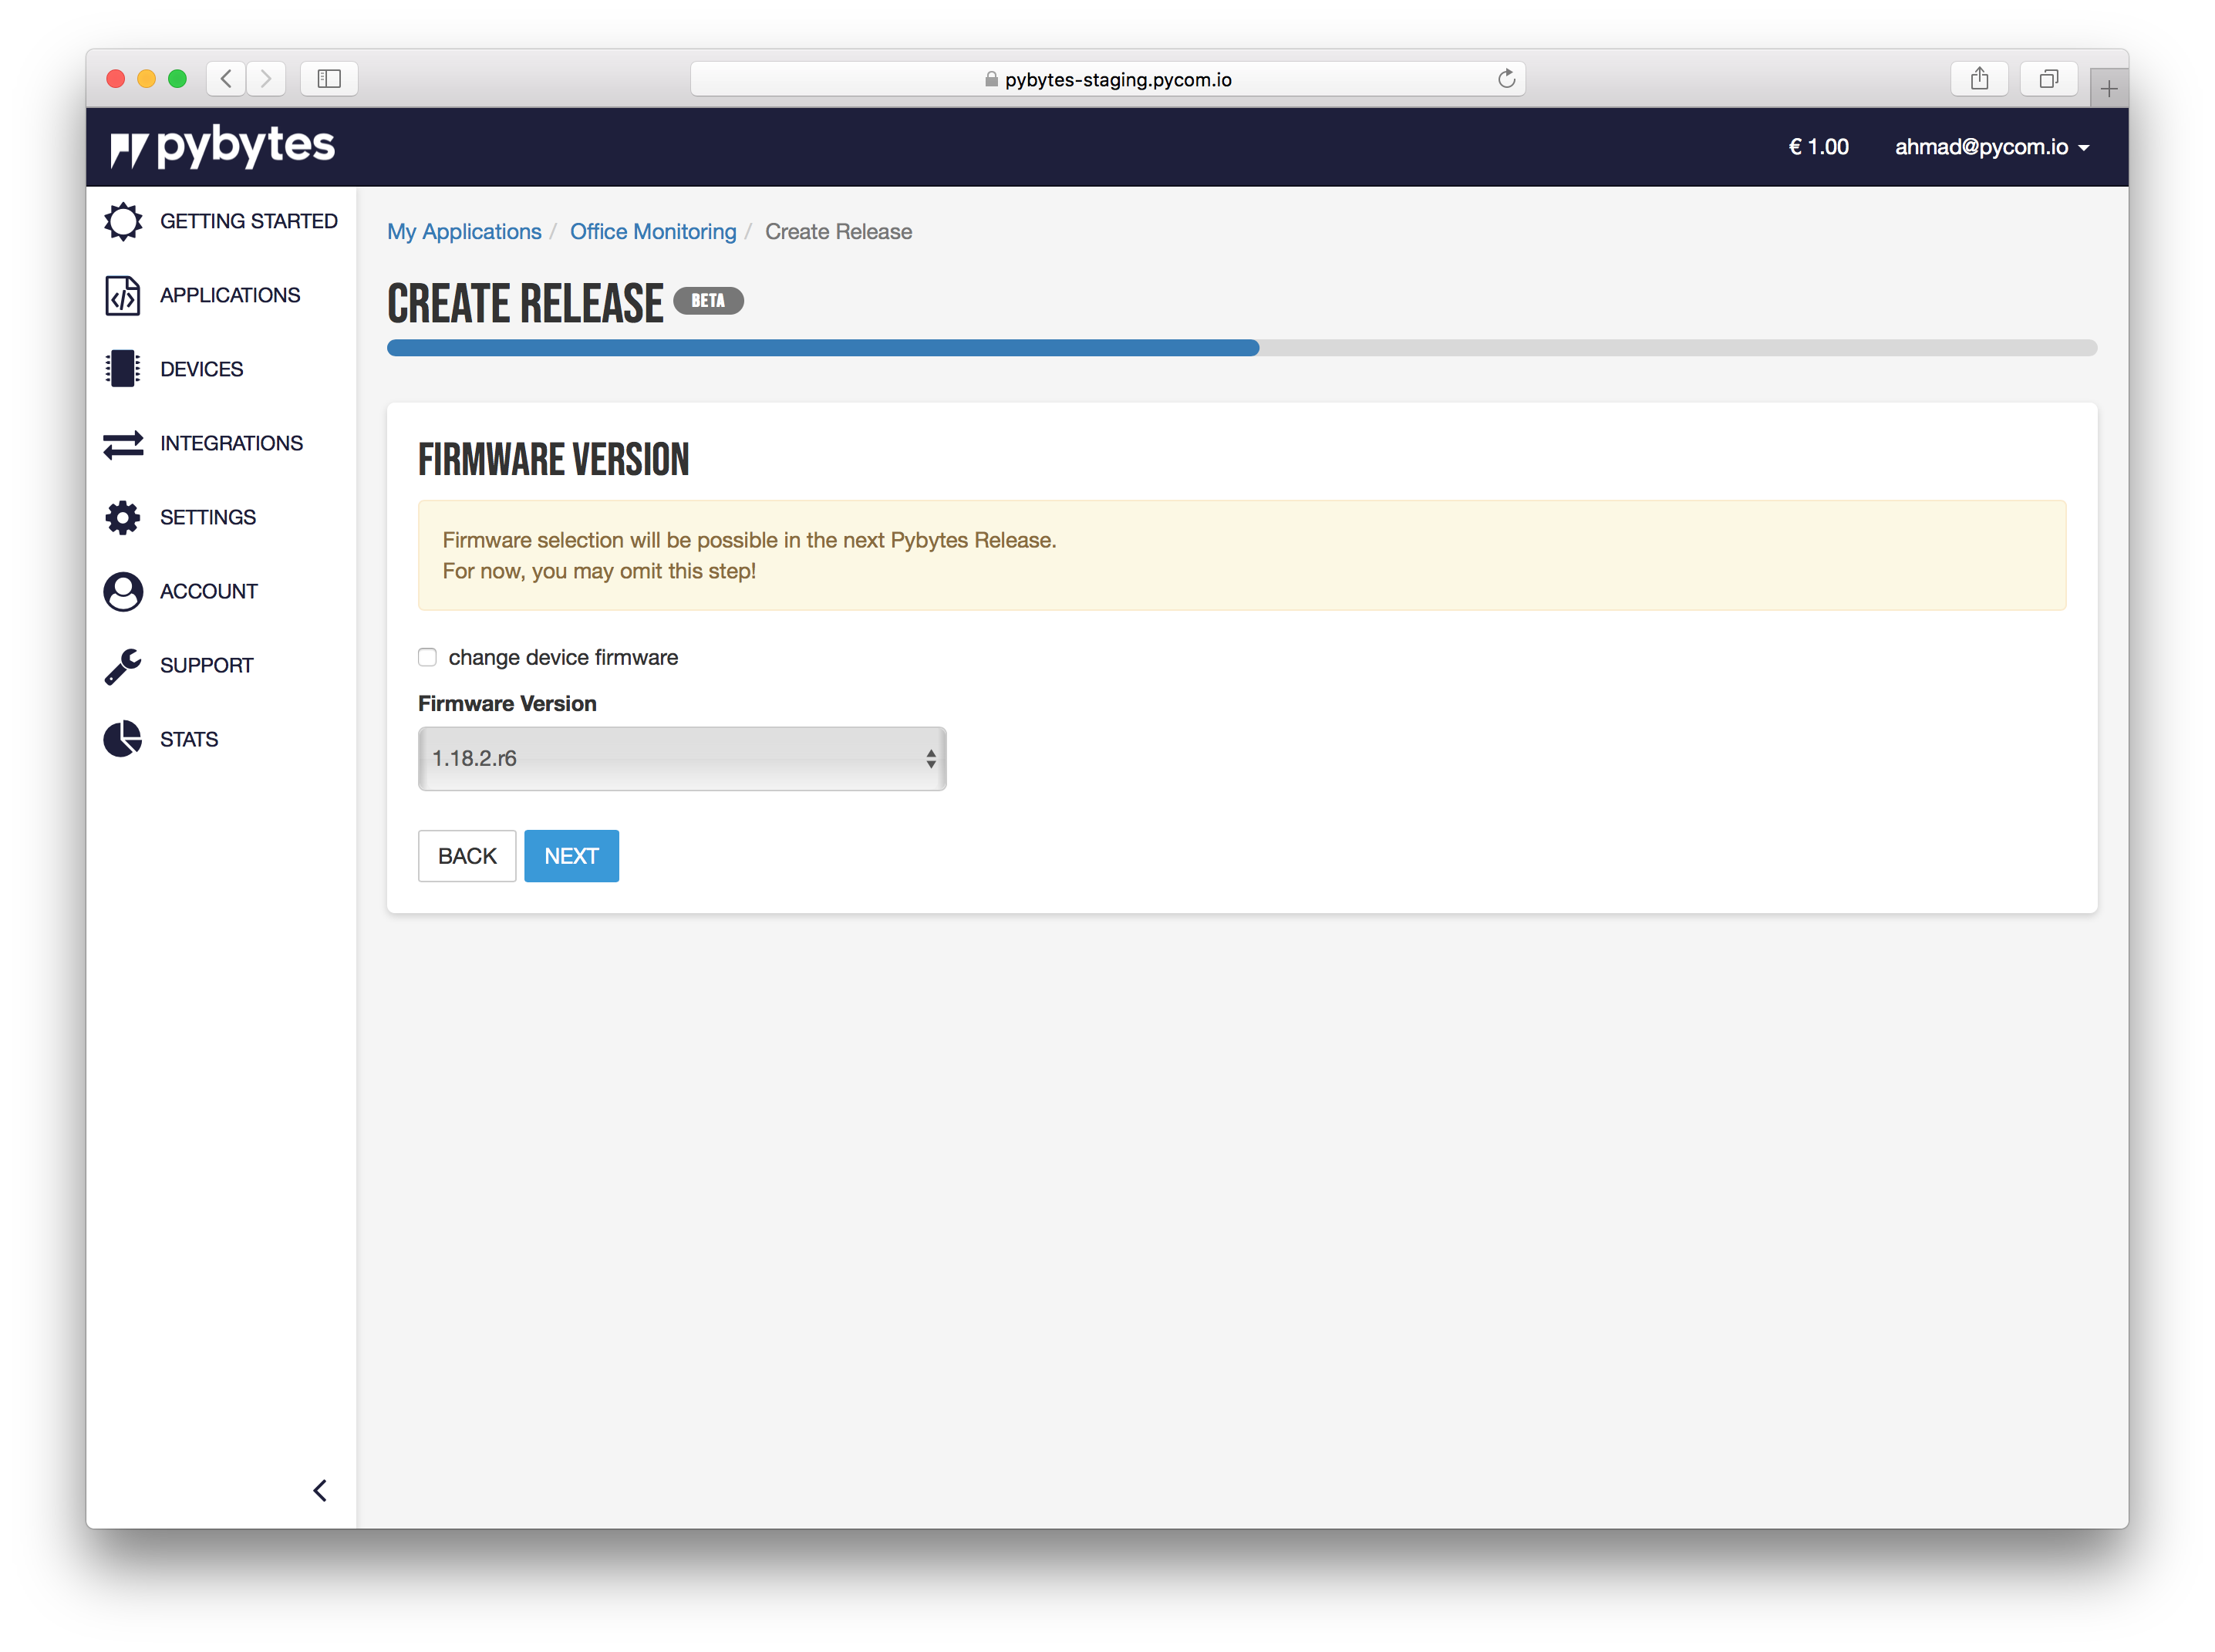 pybytes-staging.pycom.io
pybytes
€ 1.00
ahmad@pycom.io
GETTING STARTED
APPLICATIONS
DEVICES
INTEGRATIONS
SETTINGS
ACCOUNT
SUPPORT
STATS
My Applications / Office Monitoring / Create Release
CREATE RELEASE BETA
FIRMWARE VERSION
Firmware selection will be possible in the next Pybytes Release.
For now, you may omit this step!
change device firmware
Firmware Version
1.18.2.r6
BACK NEXT